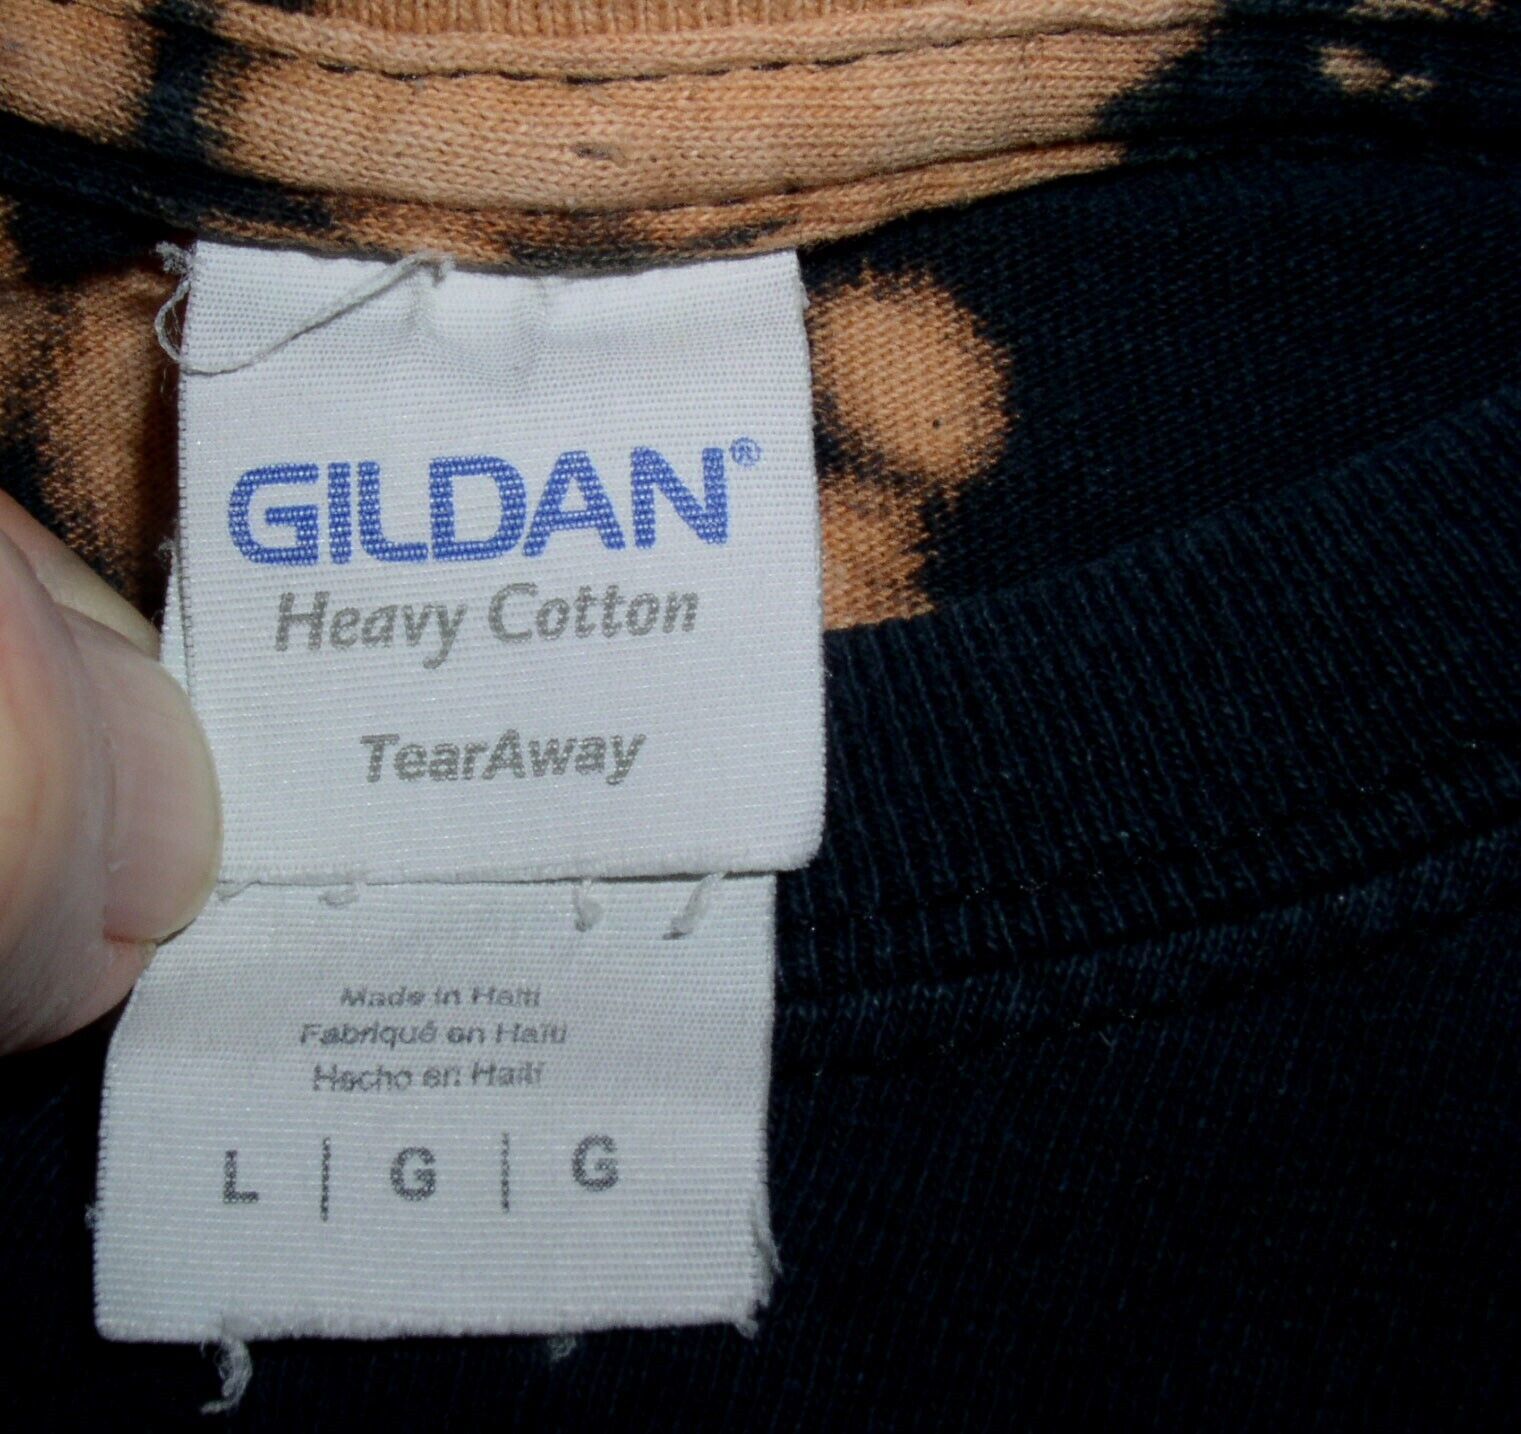 GILDAN®
Heavy Cotton
TearAway
Made in Haiti
Fabriqué en Haïti
Hecho en Haití
L | G | G